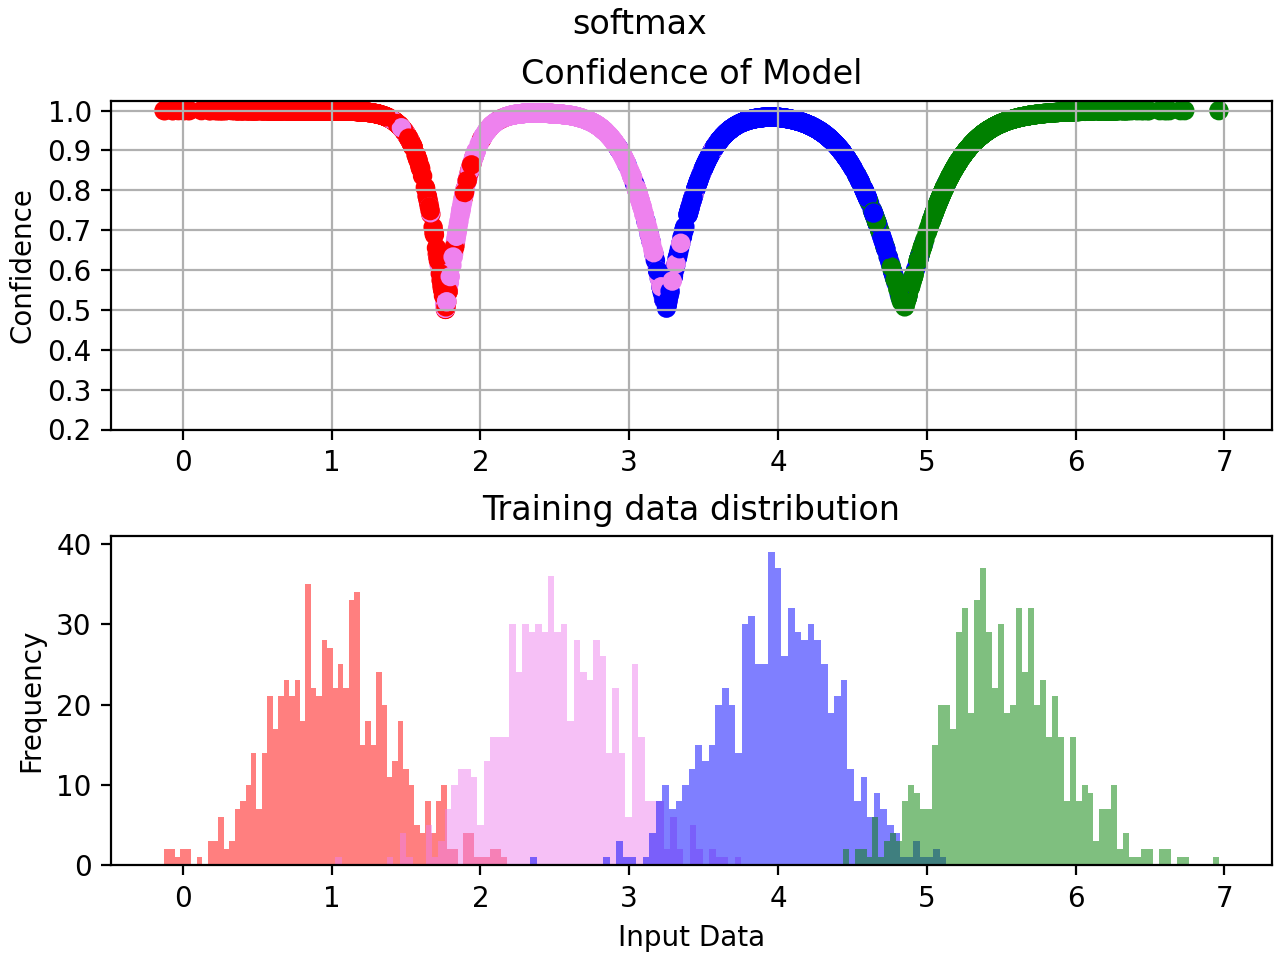 softmax
Confidence of Model
Confidence
1.0
0.9
0.8
0.7
0.6
0.5
0.4
0.3
0.2
0 1 2 3 4 5 6 7
Training data distribution
Frequency
40
30
20
10
0
0 1 2 3 4 5 6 7
Input Data